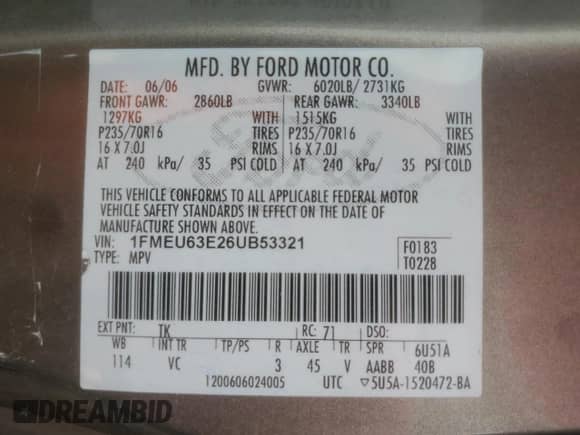 MFD. BY FORD MOTOR CO.
DATE: 06/06 GVWR: 6020LB/ 2731KG
FRONT GAWR: 2860LB REAR GAWR: 3340LB
1297KG WITH 1515KG WITH
P235/70R16 TIRES P235/70R16 TIRES
16 X 7.0J RIMS 16 X 7.0J RIMS
AT 240 kPa/ 35 PSI COLD AT 240 kPa/ 35 PSI COLD
THIS VEHICLE CONFORMS TO ALL APPLICABLE FEDERAL MOTOR
VEHICLE SAFETY STANDARDS IN EFFECT ON THE DATE OF
MANUFACTURE SHOWN ABOVE.
VIN: 1FMEU63E26UB53321
TYPE: MPV
F0183
T0228
EXT PNT: TK RC: 71 DSO:
WB INT TR TP/PS R AXLE TR SPR 6U51A
114 VC 3 45 V AABB 40B
1200606024005 UTC ▽5U5A-1520472-BA
DREAMBID